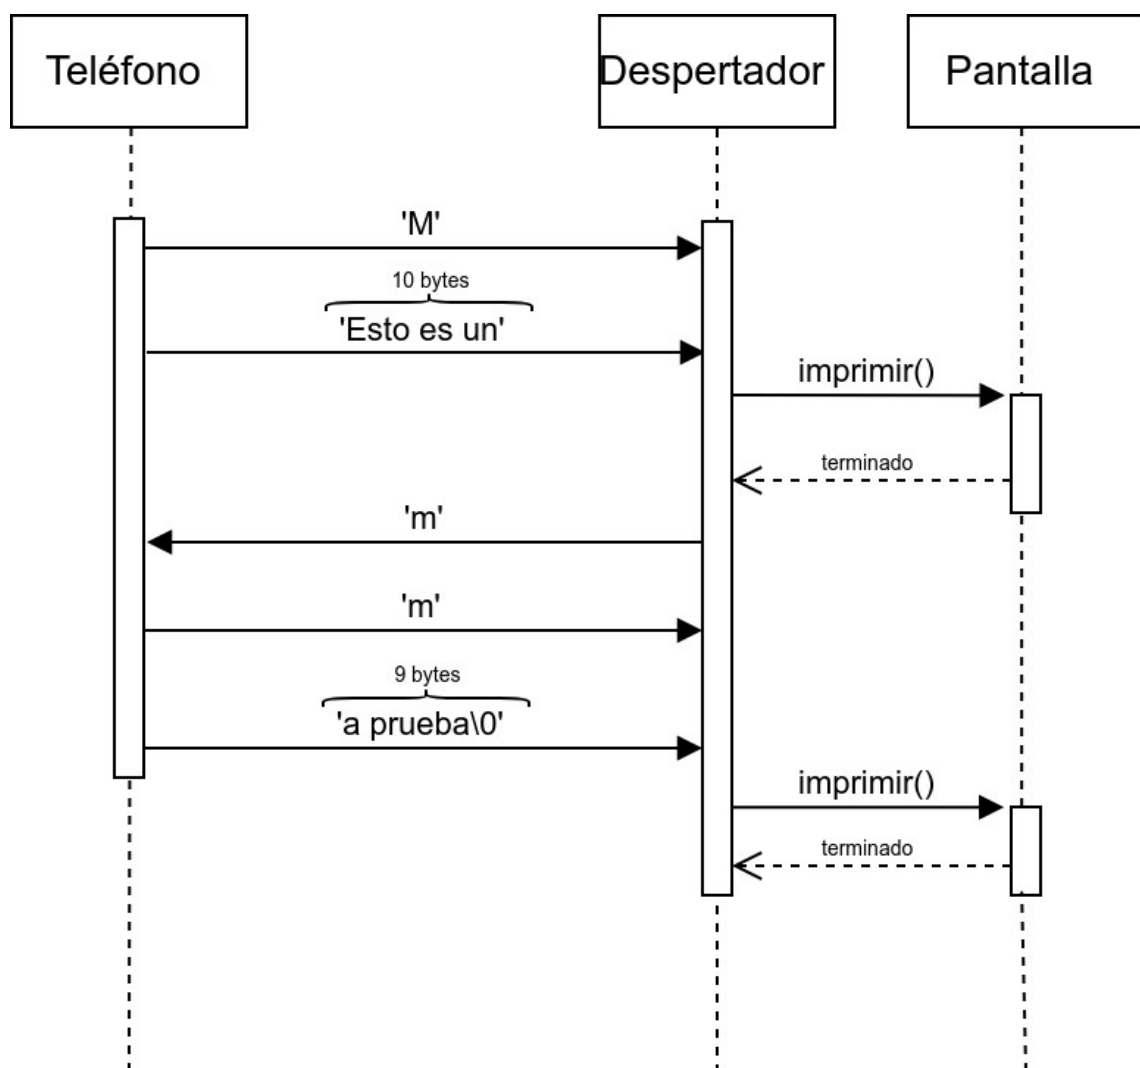 Teléfono
Despertador
Pantalla
'M'
10 bytes
'Esto es un'
imprimir()
terminado
'm'
'm'
9 bytes
'a prueba\0'
imprimir()
terminado